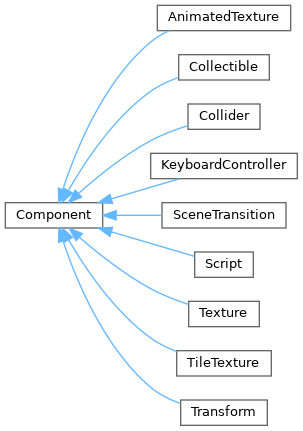 AnimatedTexture
Collectible
Collider
KeyboardController
Component
SceneTransition
Script
Texture
TileTexture
Transform